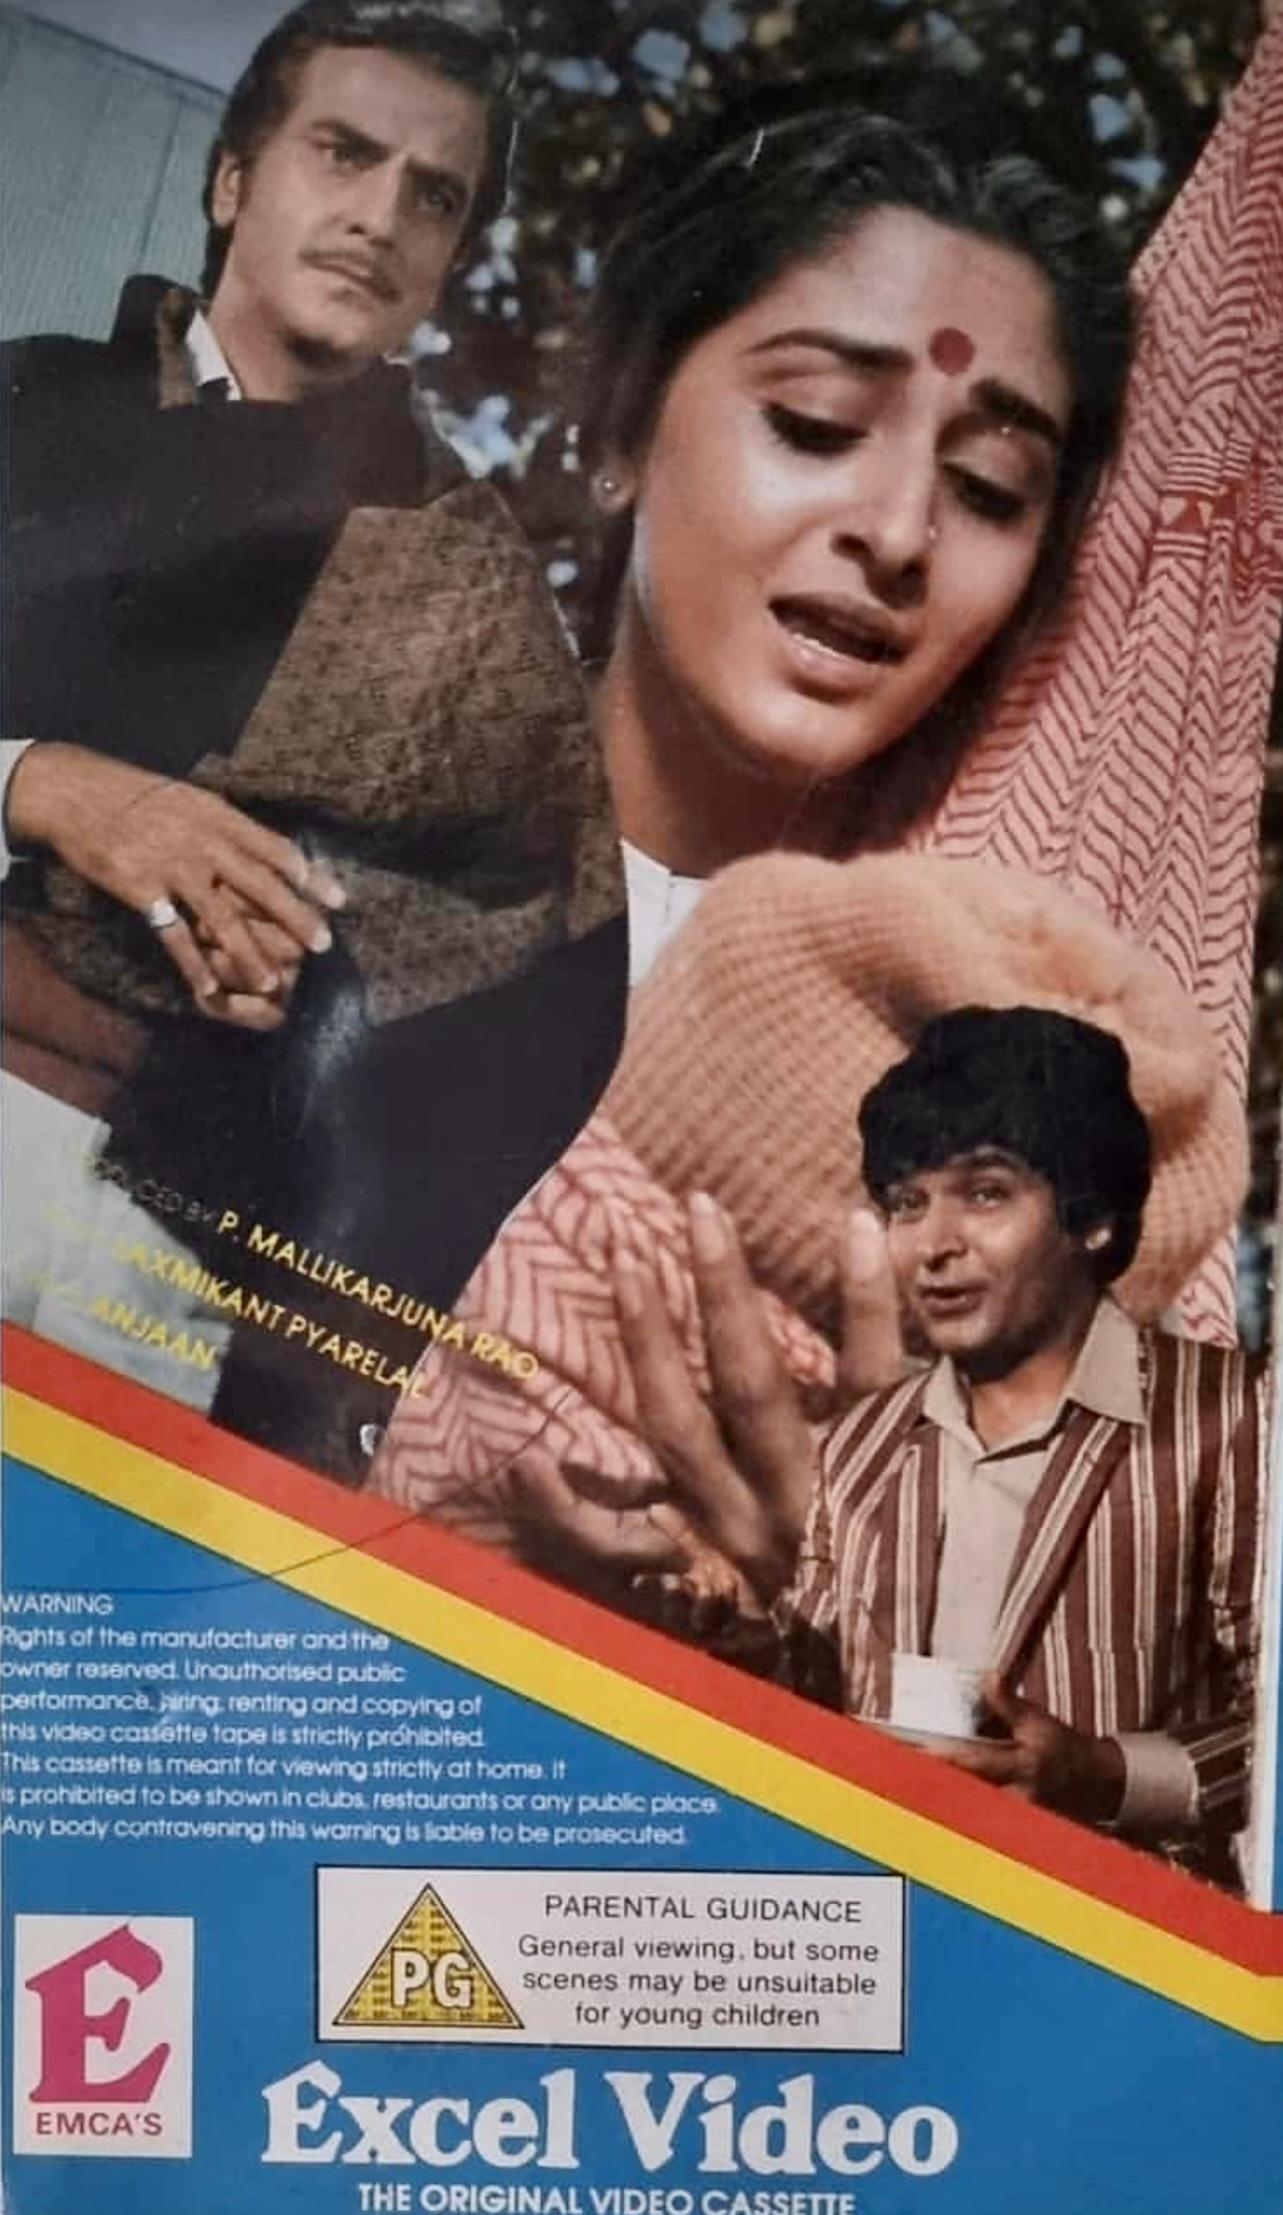 P. MALLIKARJUNA RAO
LAXMIKANT PYARELAL
ANJAAN
WARNING
Rights of the manufacturer and the
owner reserved. Unauthorised public
performance, hiring, renting and copying of
this video cassette tape is strictly prohibited.
This cassette is meant for viewing strictly at home. it
is prohibited to be shown in clubs, restaurants or any public place.
Any body contravening this warning is liable to be prosecuted.
PG
PARENTAL GUIDANCE
General viewing, but some
scenes may be unsuitable
for young children
E
EMCA'S
Excel Video
THE ORIGINAL VIDEO CASSETTE